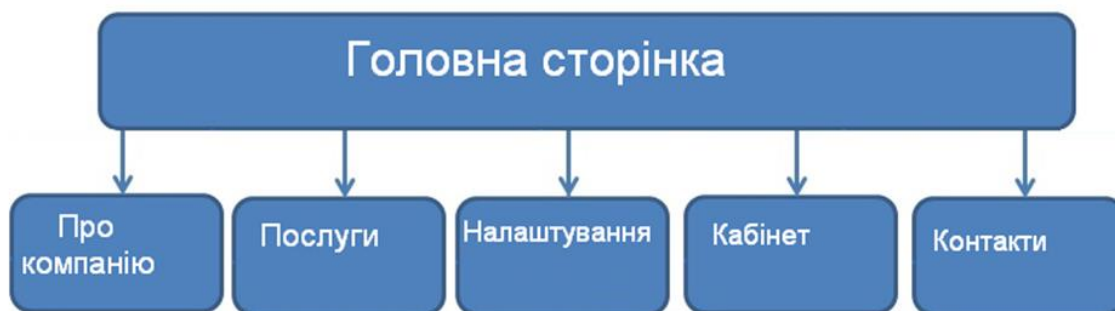 Головна сторінка
Про
компанію
Послуги
Налаштування
Кабінет
Контакти